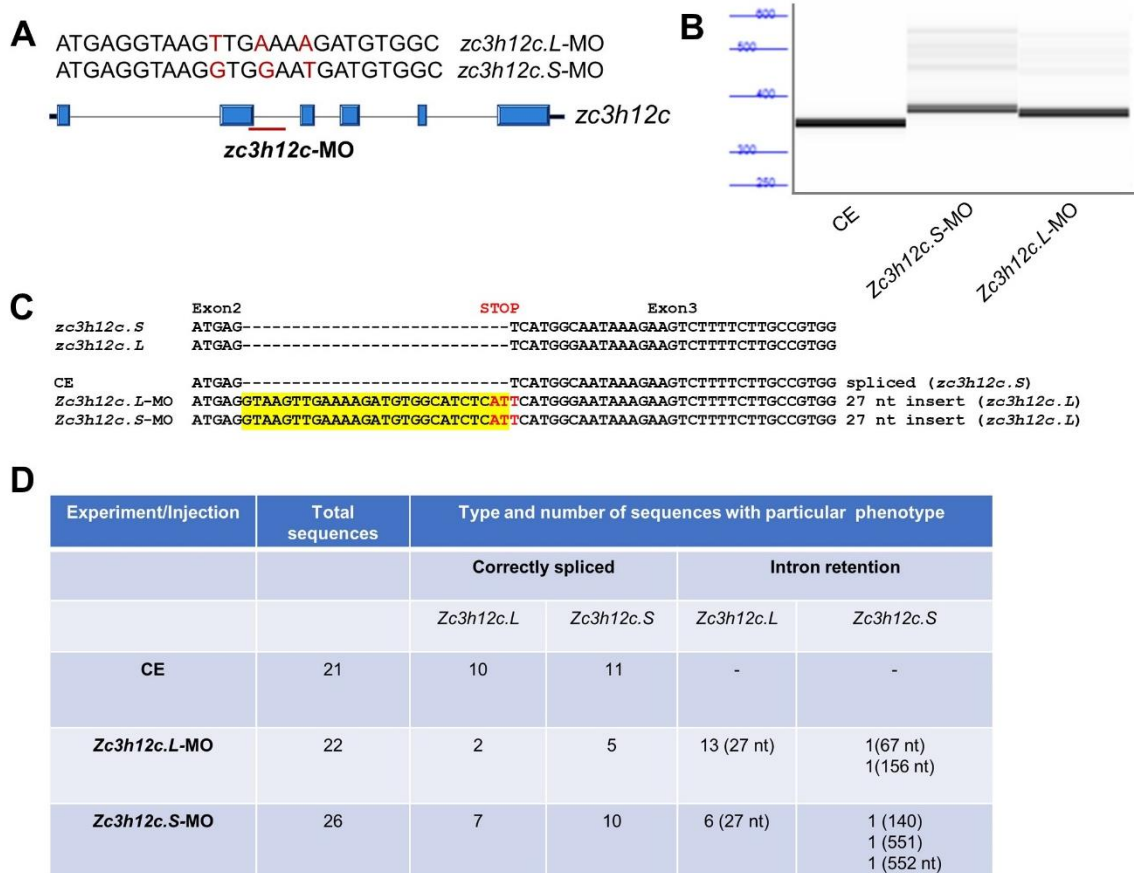 A
ATGAGGTAAGTTGAAAAGATGTGGC zc3h12c.L-MO
ATGAGGTAAGGTGGAATGATGTGGC zc3h12c.S-MO
zc3h12c
zc3h12c-MO
B
500
400
300
250
CE
Zc3h12c.S-MO
Zc3h12c.L-MO
C
Exon2 STOP Exon3
zc3h12c.S ATGAG---------------------------TCATGGCAATAAAGAAGTCTTTTCTTGCCGTGG
zc3h12c.L ATGAG---------------------------TCATGGGAATAAAGAAGTCTTTTCTTGCCGTGG
CE ATGAG---------------------------TCATGGCAATAAAGAAGTCTTTTCTTGCCGTGG spliced (zc3h12c.S)
Zc3h12c.L-MO ATGAGGTAAGTTGAAAAGATGTGGCATCTCATTCATGGGAATAAAGAAGTCTTTTCTTGCCGTGG 27 nt insert (zc3h12c.L)
Zc3h12c.S-MO ATGAGGTAAGTTGAAAAGATGTGGCATCTCATTCATGGGAATAAAGAAGTCTTTTCTTGCCGTGG 27 nt insert (zc3h12c.L)
D
Experiment/Injection Total sequences Type and number of sequences with particular phenotype
Correctly spliced Intron retention
Zc3h12c.L Zc3h12c.S Zc3h12c.L Zc3h12c.S
CE 21 10 11 - -
Zc3h12c.L-MO 22 2 5 13 (27 nt) 1(67 nt)
1(156 nt)
Zc3h12c.S-MO 26 7 10 6 (27 nt) 1 (140)
1 (551)
1 (552 nt)